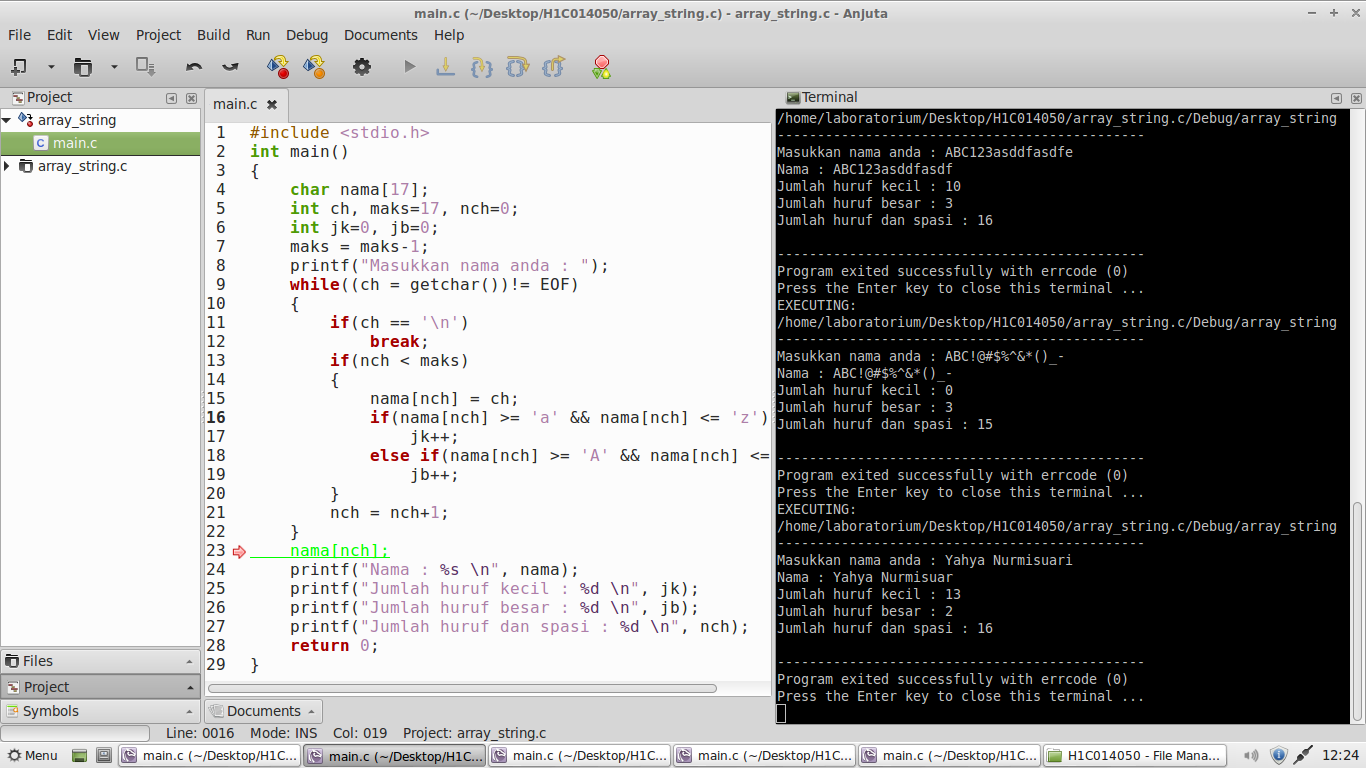 main.c (~/Desktop/H1C014050/array_string.c) - array_string.c - Anjuta
File Edit View Project Build Run Debug Documents Help
Project
array_string
main.c
array_string.c
Files
Project
Symbols
main.c
1 #include <stdio.h>
2 int main()
3 {
4 char nama[17];
5 int ch, maks=17, nch=0;
6 int jk=0, jb=0;
7 maks = maks-1;
8 printf("Masukkan nama anda : ");
9 while((ch = getchar())!= EOF)
10 {
11 if(ch == '\n')
12 break;
13 if(nch < maks)
14 {
15 nama[nch] = ch;
16 if(nama[nch] >= 'a' && nama[nch] <= 'z')
17 jk++;
18 else if(nama[nch] >= 'A' && nama[nch] <=
19 jb++;
20 }
21 nch = nch+1;
22 }
23 nama[nch];
24 printf("Nama : %s \n", nama);
25 printf("Jumlah huruf kecil : %d \n", jk);
26 printf("Jumlah huruf besar : %d \n", jb);
27 printf("Jumlah huruf dan spasi : %d \n", nch);
28 return 0;
29 }
Documents
Terminal
/home/laboratorium/Desktop/H1C014050/array_string.c/Debug/array_string
----------------------------------------------
Masukkan nama anda : ABC123asddfasdfe
Nama : ABC123asddfasdf
Jumlah huruf kecil : 10
Jumlah huruf besar : 3
Jumlah huruf dan spasi : 16
----------------------------------------------
Program exited successfully with errcode (0)
Press the Enter key to close this terminal ...
EXECUTING:
/home/laboratorium/Desktop/H1C014050/array_string.c/Debug/array_string
----------------------------------------------
Masukkan nama anda : ABC!@#$%^&*()_-
Nama : ABC!@#$%^&*()_-
Jumlah huruf kecil : 0
Jumlah huruf besar : 3
Jumlah huruf dan spasi : 15
----------------------------------------------
Program exited successfully with errcode (0)
Press the Enter key to close this terminal ...
EXECUTING:
/home/laboratorium/Desktop/H1C014050/array_string.c/Debug/array_string
----------------------------------------------
Masukkan nama anda : Yahya Nurmisuari
Nama : Yahya Nurmisuar
Jumlah huruf kecil : 13
Jumlah huruf besar : 2
Jumlah huruf dan spasi : 16
----------------------------------------------
Program exited successfully with errcode (0)
Press the Enter key to close this terminal ...
Line: 0016 Mode: INS Col: 019 Project: array_string.c
Menu main.c (~/Desktop/H1C... main.c (~/Desktop/H1C... main.c (~/Desktop/H1C... main.c (~/Desktop/H1C... main.c (~/Desktop/H1C... H1C014050 - File Mana... 12:24